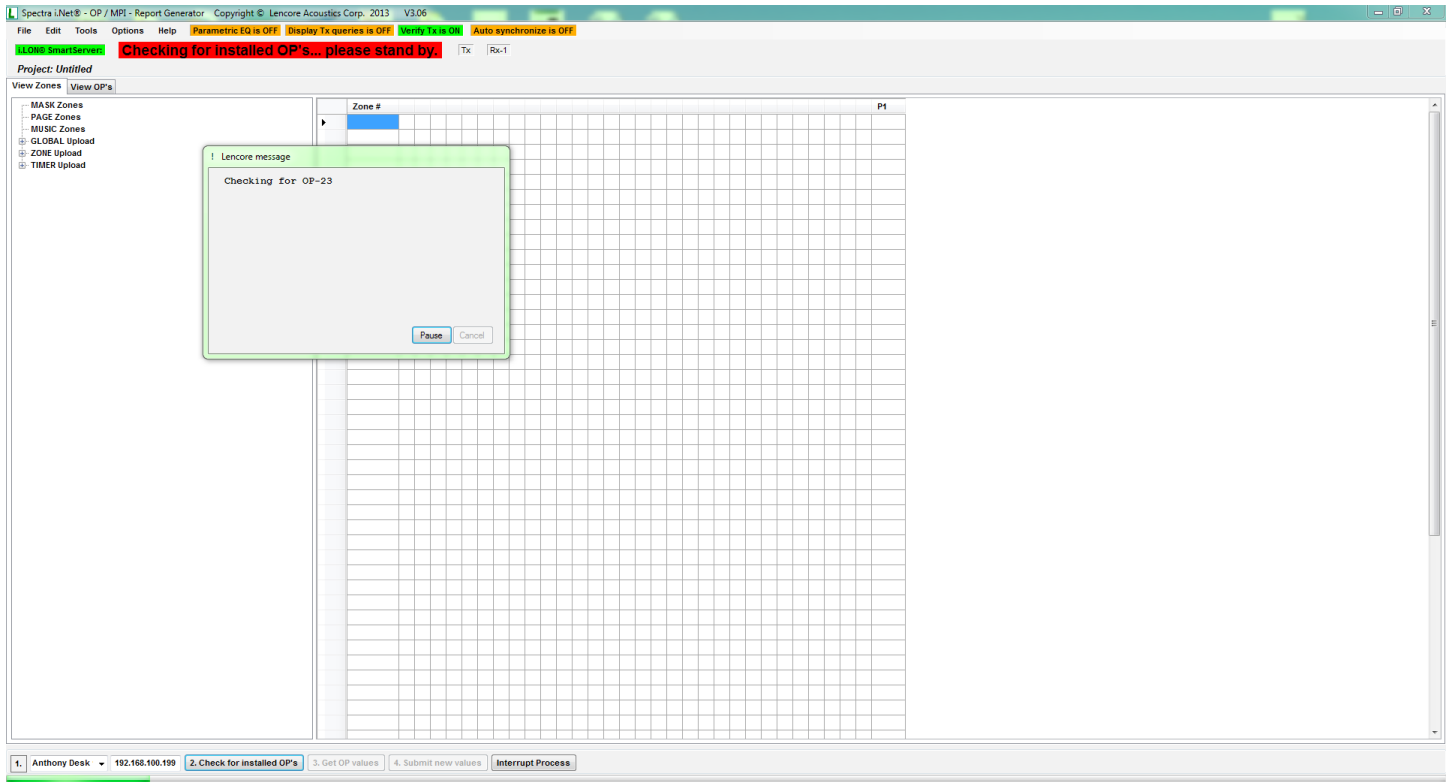 L Spectra i.Net® - OP / MPI - Report Generator Copyright © Lencore Acoustics Corp. 2013 V3.06
File Edit Tools Options Help Parametric EQ is OFF Display Tx queries is OFF Verify Tx is ON Auto synchronize is OFF
i.LON® SmartServer: Checking for installed OP's... please stand by. Tx Rx-1
Project: Untitled
View Zones View OP's
MASK Zones
PAGE Zones
MUSIC Zones
GLOBAL Upload
ZONE Upload
TIMER Upload
Zone # P1
! Lencore message
Checking for OP-23
Pause Cancel
1. Anthony Desk 192.168.100.199 2. Check for installed OP's 3. Get OP values 4. Submit new values Interrupt Process